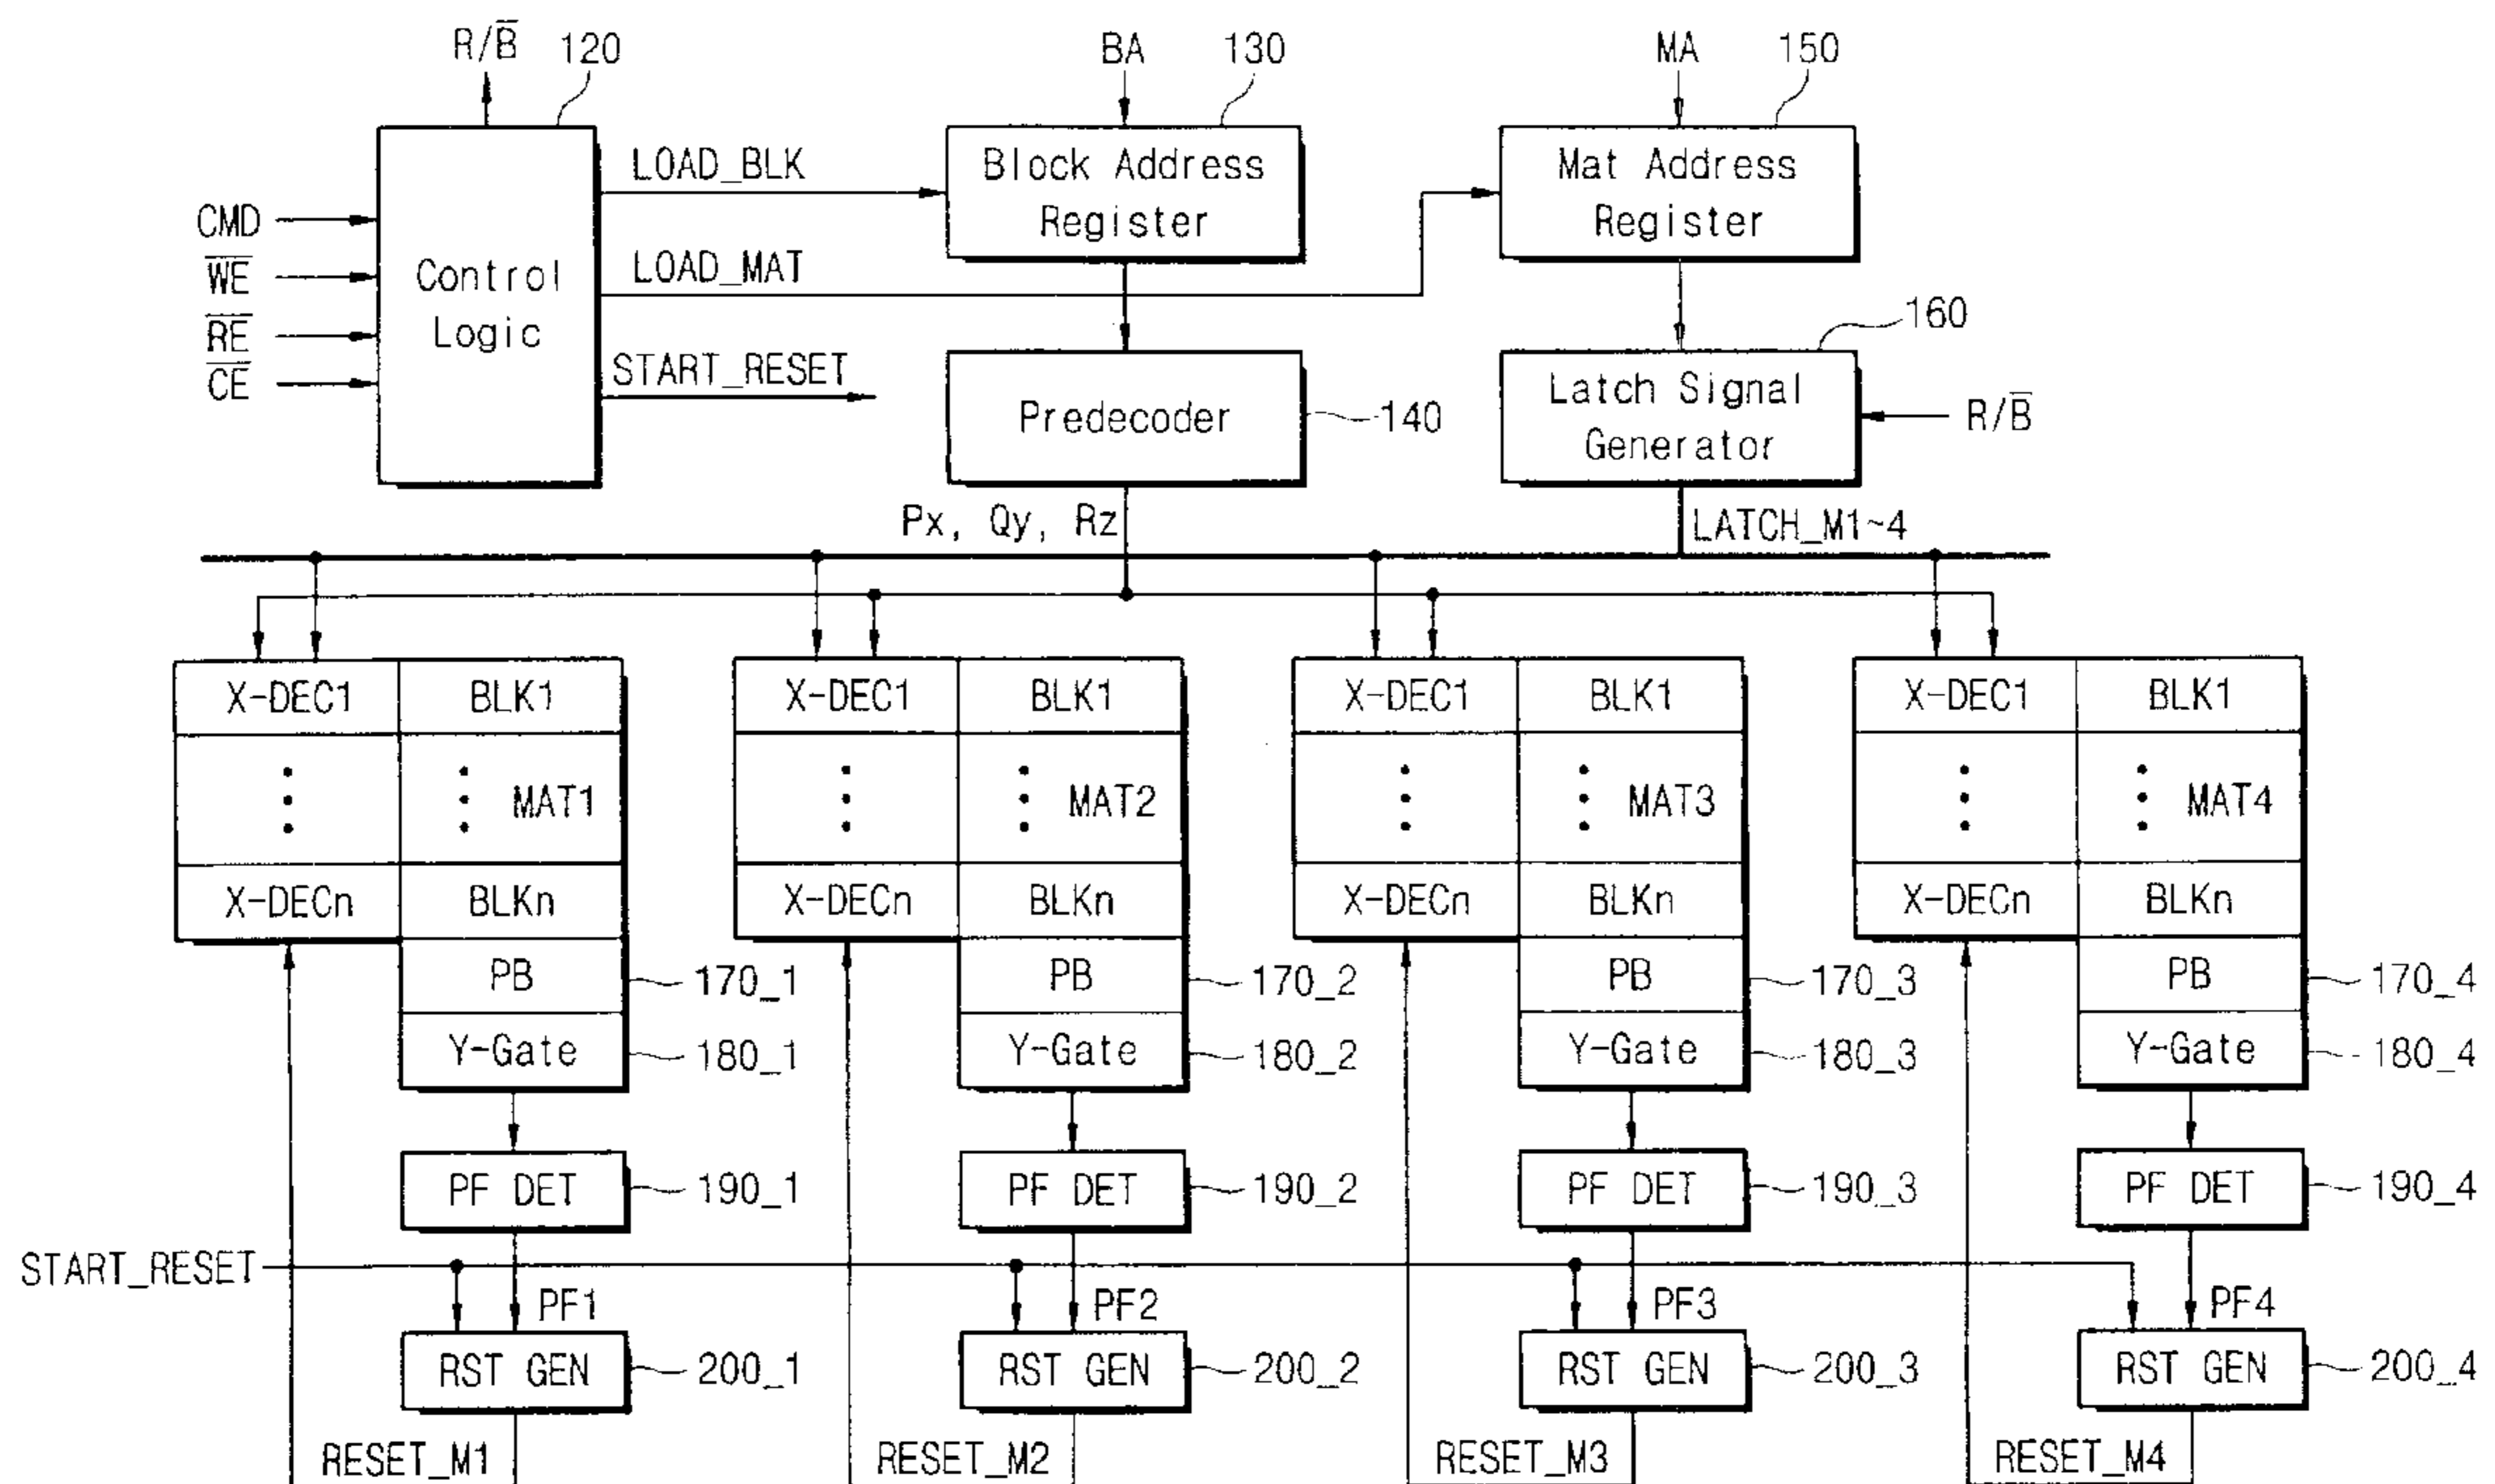 R/B̅ 120 BA 130 MA 150
LOAD_BLK
Block Address
Register
Mat Address
Register
CMD
W̅E̅
R̅E̅
C̅E̅
Control
Logic
LOAD_MAT
START_RESET
160
Predecoder
140
Latch Signal
Generator
R/B̅
Px, Qy, Rz
LATCH_M1~4
X-DEC1 BLK1 X-DEC1 BLK1 X-DEC1 BLK1 X-DEC1 BLK1
MAT1 MAT2 MAT3 MAT4
X-DECn BLKn X-DECn BLKn X-DECn BLKn X-DECn BLKn
PB 170_1 PB 170_2 PB 170_3 PB 170_4
Y-Gate 180_1 Y-Gate 180_2 Y-Gate 180_3 Y-Gate 180_4
PF DET 190_1 PF DET 190_2 PF DET 190_3 PF DET 190_4
START_RESET
PF1 PF2 PF3 PF4
RST GEN 200_1 RST GEN 200_2 RST GEN 200_3 RST GEN 200_4
RESET_M1 RESET_M2 RESET_M3 RESET_M4